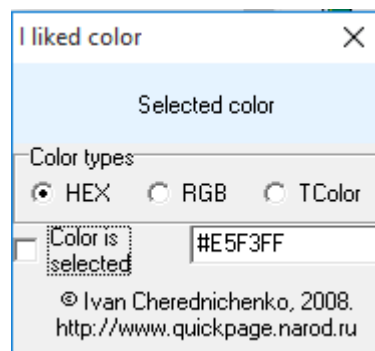 I liked color
Selected color
Color types
HEX RGB TColor
Color is
selected
#E5F3FF
© Ivan Cherednichenko, 2008.
http://www.quickpage.narod.ru